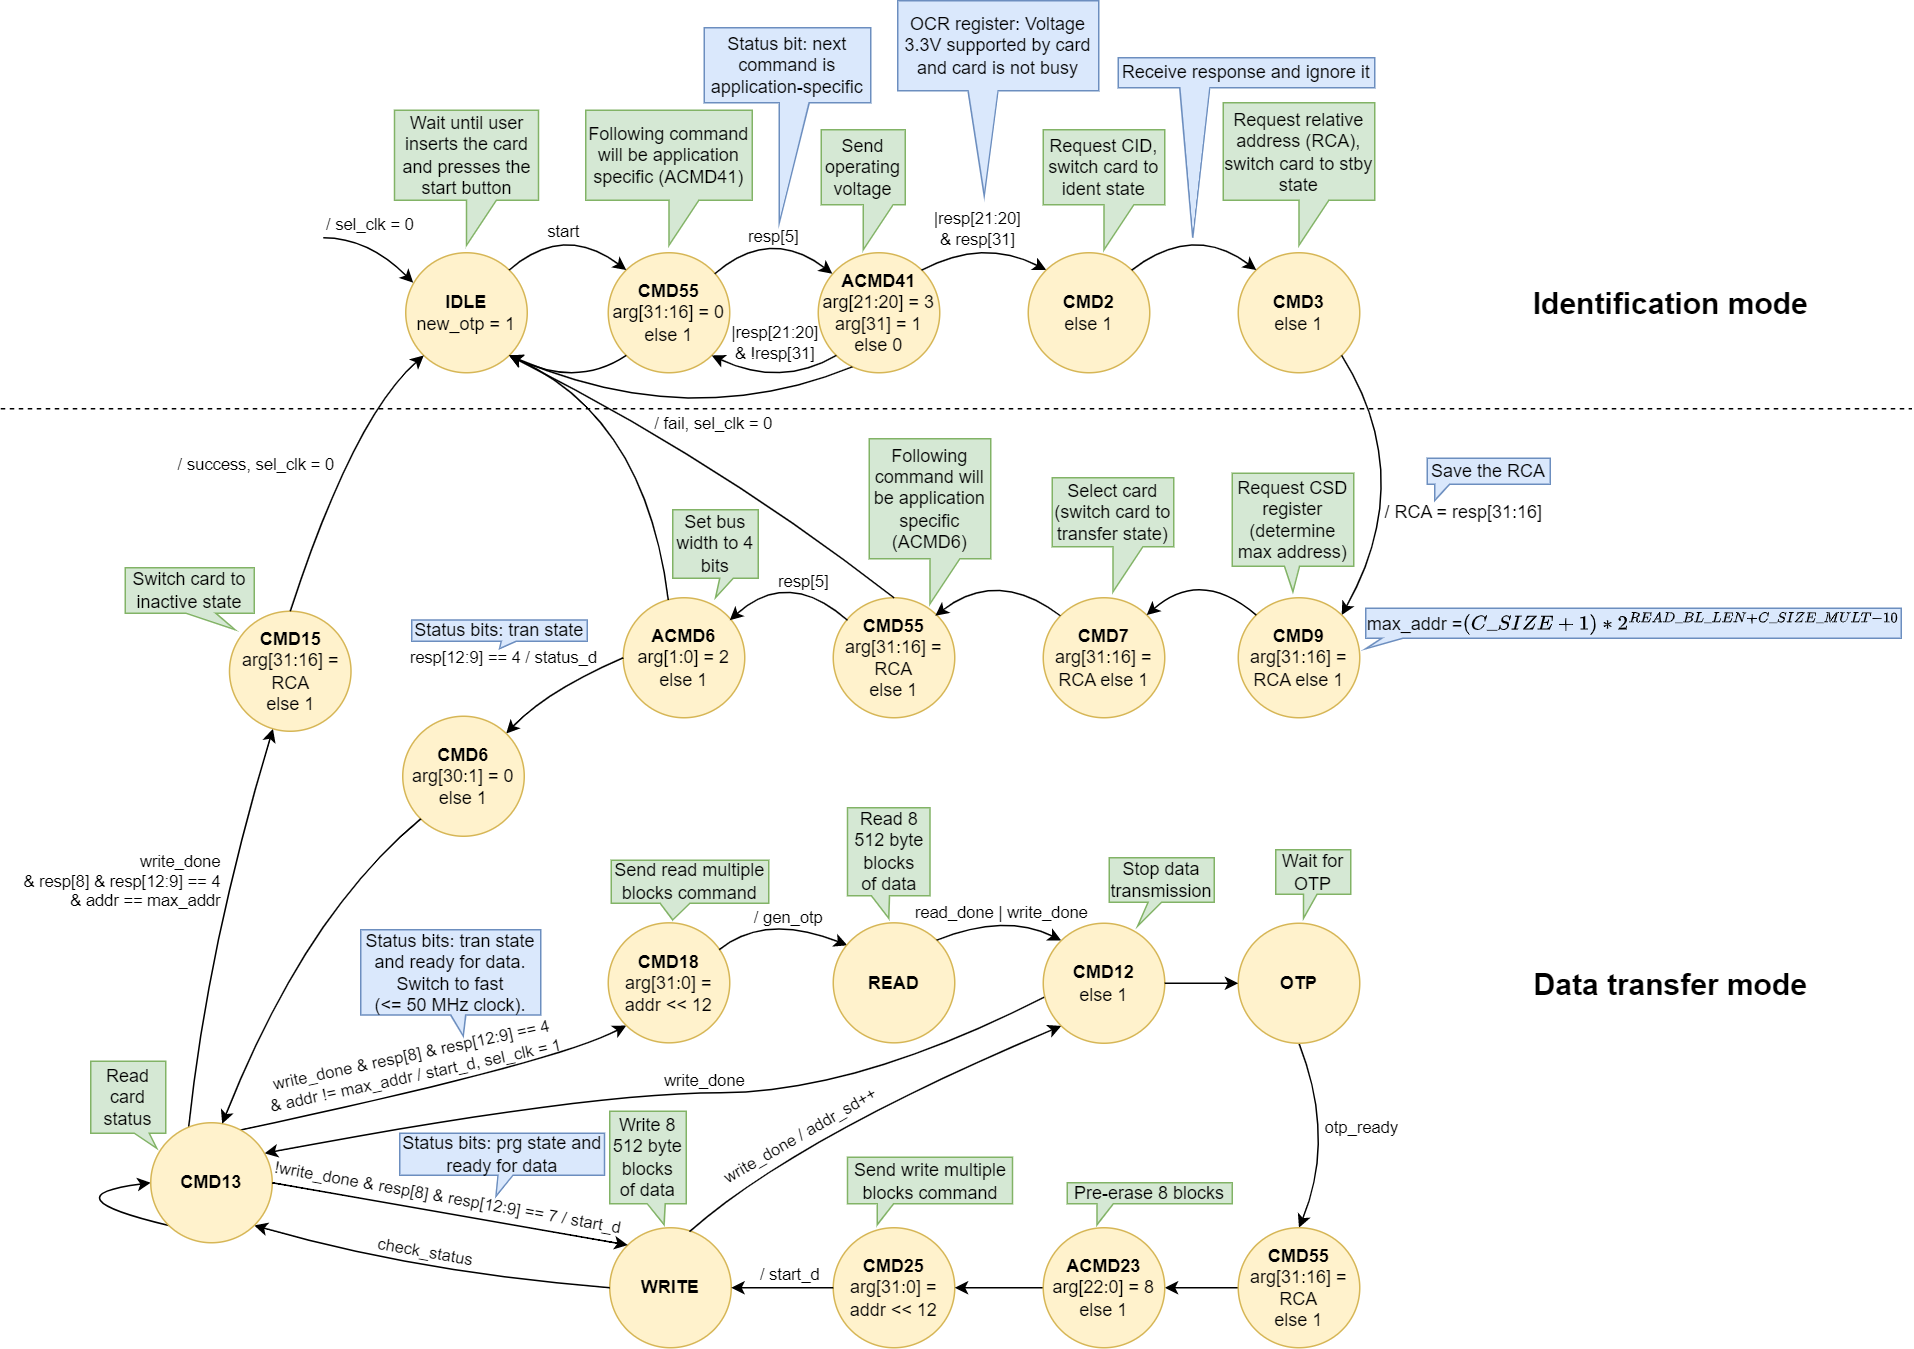 OCR register: Voltage
3.3V supported by card
and card is not busy
Status bit: next
command is
application-specific
Receive response and ignore it
Wait until user
inserts the card
and presses the
start button
Following command
will be application
specific (ACMD41)
Send
operating
voltage
Request CID,
switch card to
ident state
Request relative
address (RCA),
switch card to stby
state
/ sel_clk = 0
start
resp[5]
|resp[21:20]
& resp[31]
IDLE
new_otp = 1
CMD55
arg[31:16] = 0
else 1
|resp[21:20]
& !resp[31]
ACMD41
arg[21:20] = 3
arg[31] = 1
else 0
CMD2
else 1
CMD3
else 1
Identification mode
/ fail, sel_clk = 0
/ success, sel_clk = 0
Following
command will
be application
specific
(ACMD6)
Select card
(switch card to
transfer state)
Request CSD
register
(determine
max address)
Save the RCA
/ RCA = resp[31:16]
Set bus
width to 4
bits
resp[5]
Switch card to
inactive state
Status bits: tran state
resp[12:9] == 4 / status_d
CMD15
arg[31:16] =
RCA
else 1
ACMD6
arg[1:0] = 2
else 1
CMD55
arg[31:16] =
RCA
else 1
CMD7
arg[31:16] =
RCA else 1
CMD9
arg[31:16] =
RCA else 1
max_addr =(C_SIZE + 1) * 2^{READ_BL_LEN+C_SIZE_MULT−10}
CMD6
arg[30:1] = 0
else 1
write_done
& resp[8] & resp[12:9] == 4
& addr == max_addr
Send read multiple
blocks command
Read 8
512 byte
blocks
of data
Stop data
transmission
Wait for
OTP
/ gen_otp
read_done | write_done
Status bits: tran state
and ready for data.
Switch to fast
(<= 50 MHz clock).
CMD18
arg[31:0] =
addr << 12
READ
CMD12
else 1
OTP
Data transfer mode
write_done & resp[8] & resp[12:9] == 4
& addr != max_addr / start_d, sel_clk = 1
write_done
Read
card
status
write_done / addr_sd++
otp_ready
Status bits: prg state and
ready for data
Write 8
512 byte
blocks
of data
Send write multiple
blocks command
Pre-erase 8 blocks
CMD13
!write_done & resp[8] & resp[12:9] == 7 / start_d
check_status
WRITE
/ start_d
CMD25
arg[31:0] =
addr << 12
ACMD23
arg[22:0] = 8
else 1
CMD55
arg[31:16] =
RCA
else 1